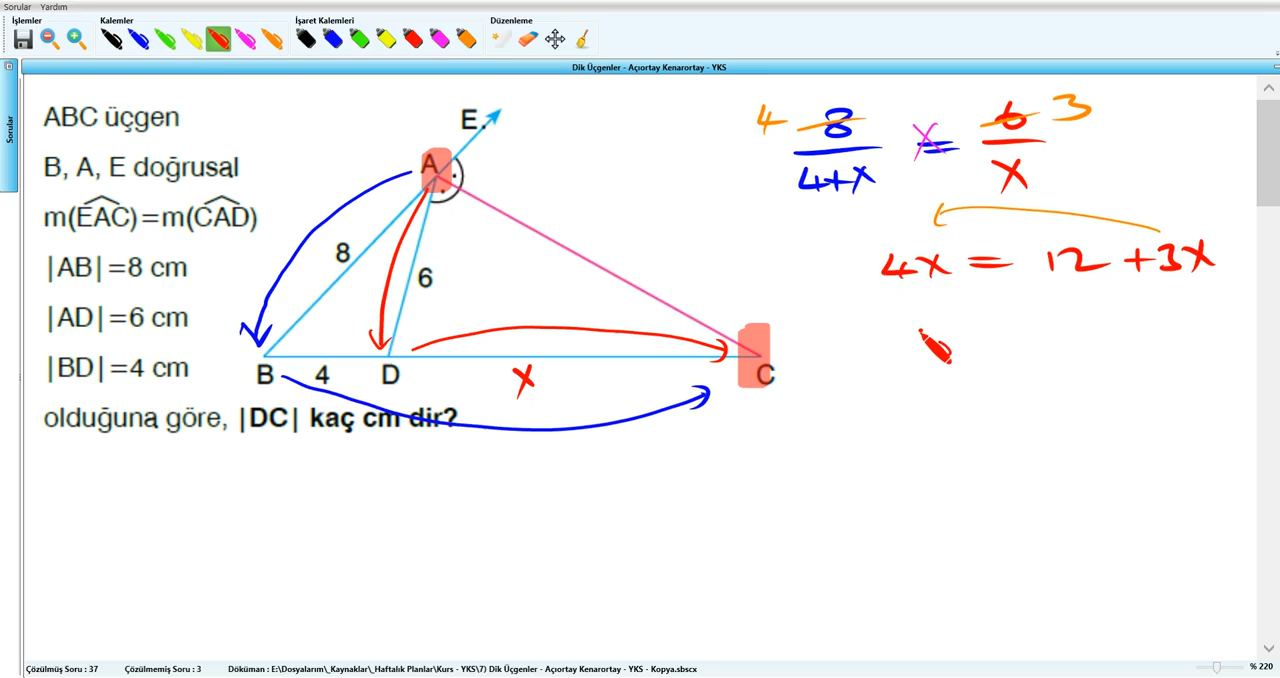 Sorular Yardım
İşlemler Kalemler İşaret Kalemleri Düzenleme
Sorular
Dik Üçgenler - Açıortay Kenarortay - YKS
ABC üçgen
B, A, E doğrusal
m(EAC)=m(CAD)
|AB|=8 cm
|AD|=6 cm
|BD|=4 cm
olduğuna göre, |DC| kaç cm dir?
E
A
8
6
B 4 D x C
4 8/4+x = 6/x 3
4x = 12 + 3x
Çözülmüş Soru : 37 Çözülmemiş Soru : 3 Döküman : E:\Dosyalarım\_Kaynaklar\_Haftalık Planlar\Kurs - YKS\7) Dik Üçgenler - Açıortay Kenarortay - YKS - Kopya.sbscx % 220